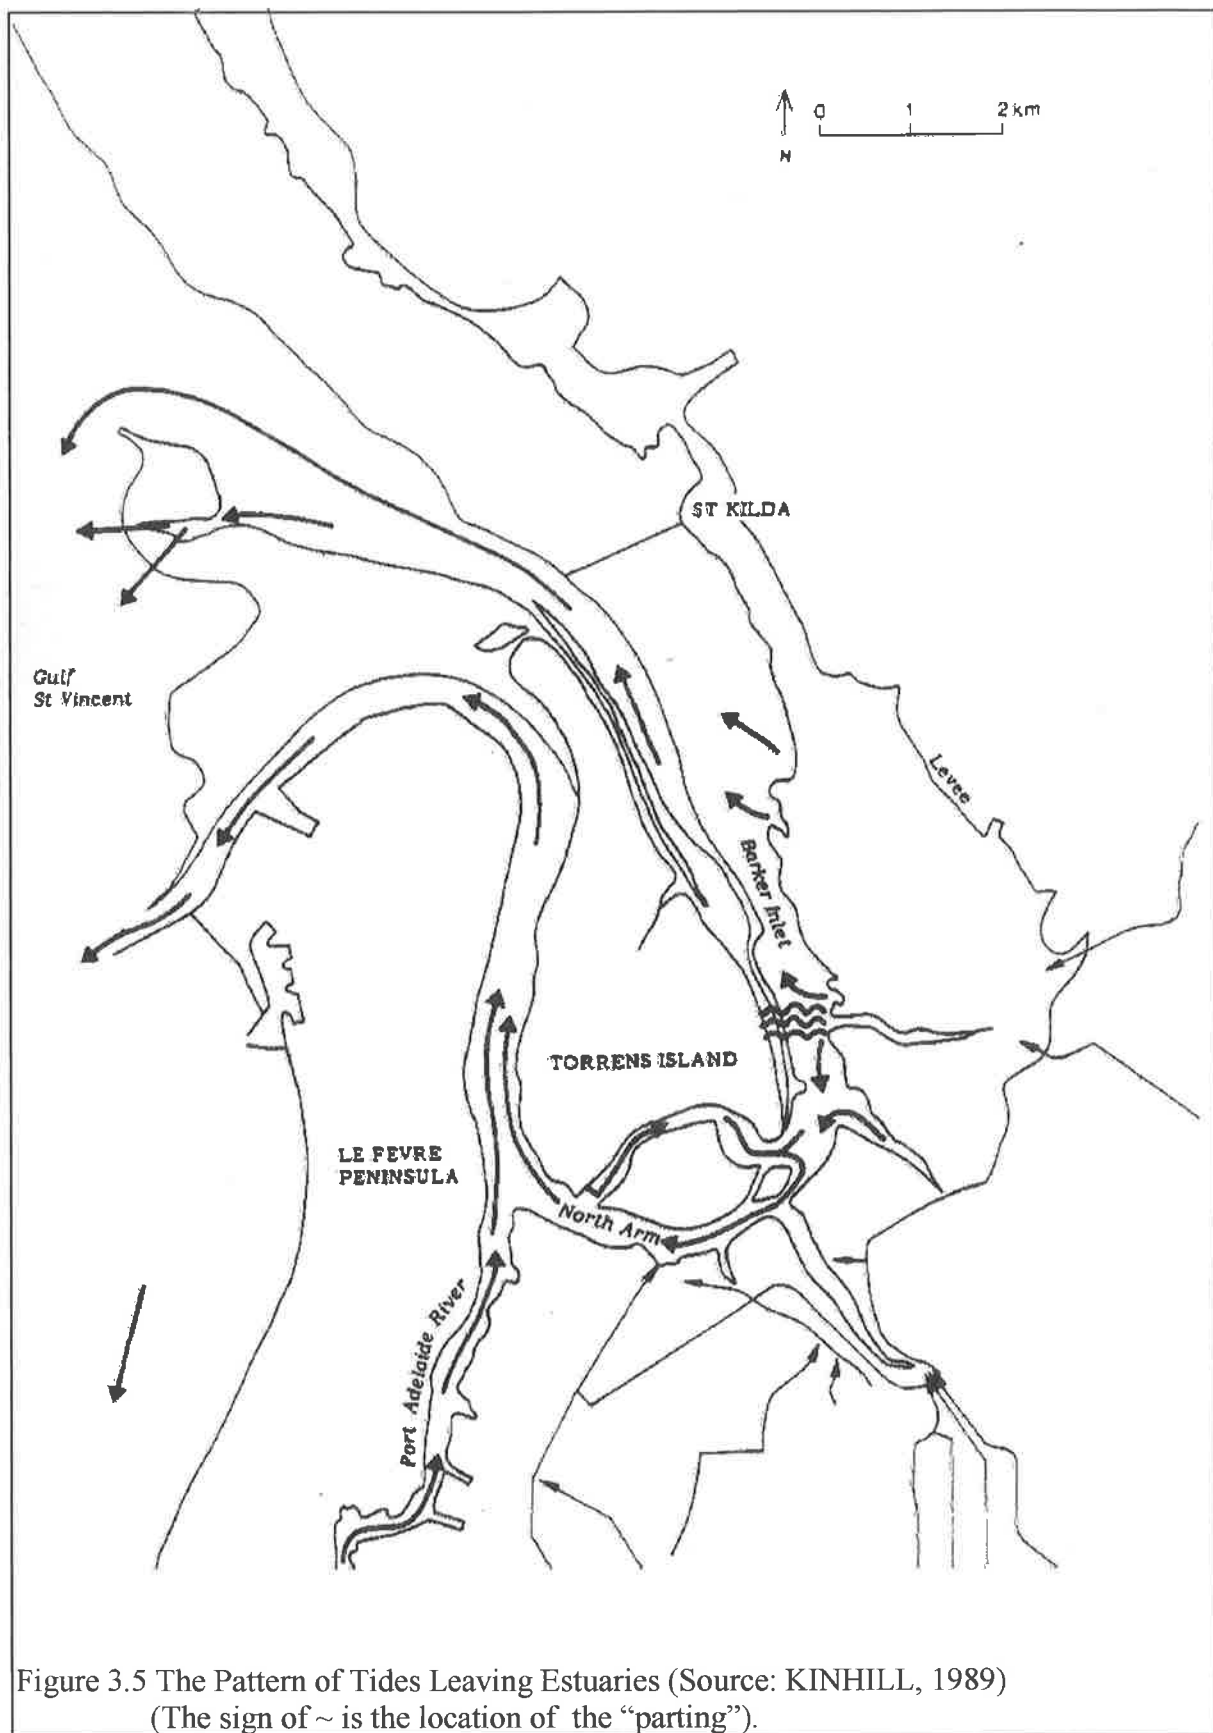 0 1 2 km
N
ST KILDA
Gulf
St Vincent
Levee
Barker Inlet
TORRENS ISLAND
LE FEVRE
PENINSULA
North Arm
Port Adelaide River
Figure 3.5 The Pattern of Tides Leaving Estuaries (Source: KINHILL, 1989)
(The sign of ~ is the location of the “parting”).